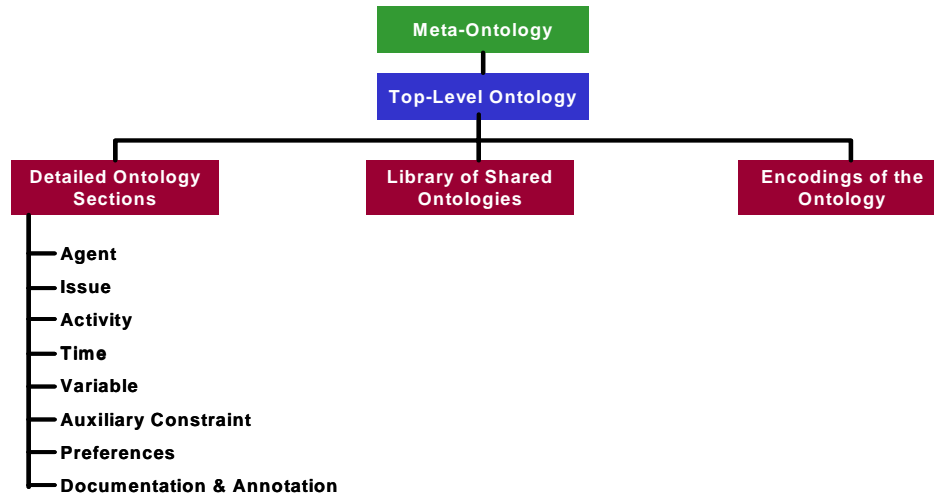 Meta-Ontology
Top-Level Ontology
Detailed Ontology
Sections
Library of Shared
Ontologies
Encodings of the
Ontology
Agent
Issue
Activity
Time
Variable
Auxiliary Constraint
Preferences
Documentation & Annotation